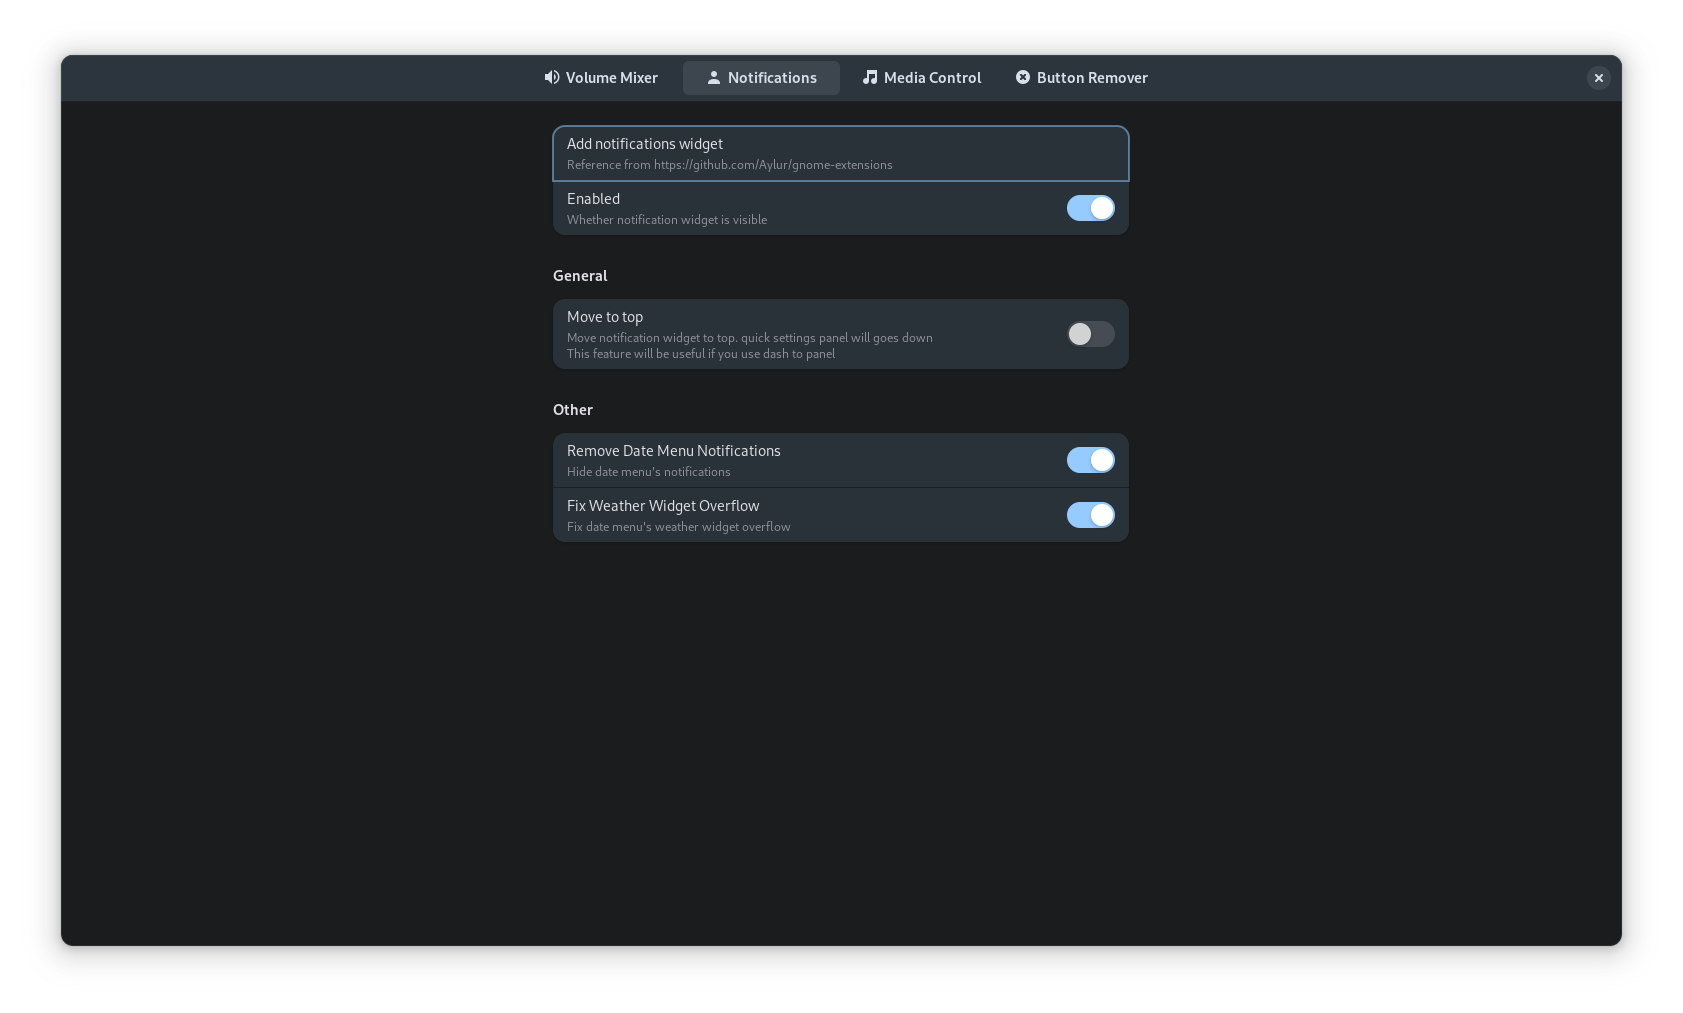 Volume Mixer
Notifications
Media Control
Button Remover
Add notifications widget
Reference from https://github.com/Aylur/gnome-extensions
Enabled
Whether notification widget is visible
General
Move to top
Move notification widget to top. quick settings panel will goes down
This feature will be useful if you use dash to panel
Other
Remove Date Menu Notifications
Hide date menu's notifications
Fix Weather Widget Overflow
Fix date menu's weather widget overflow